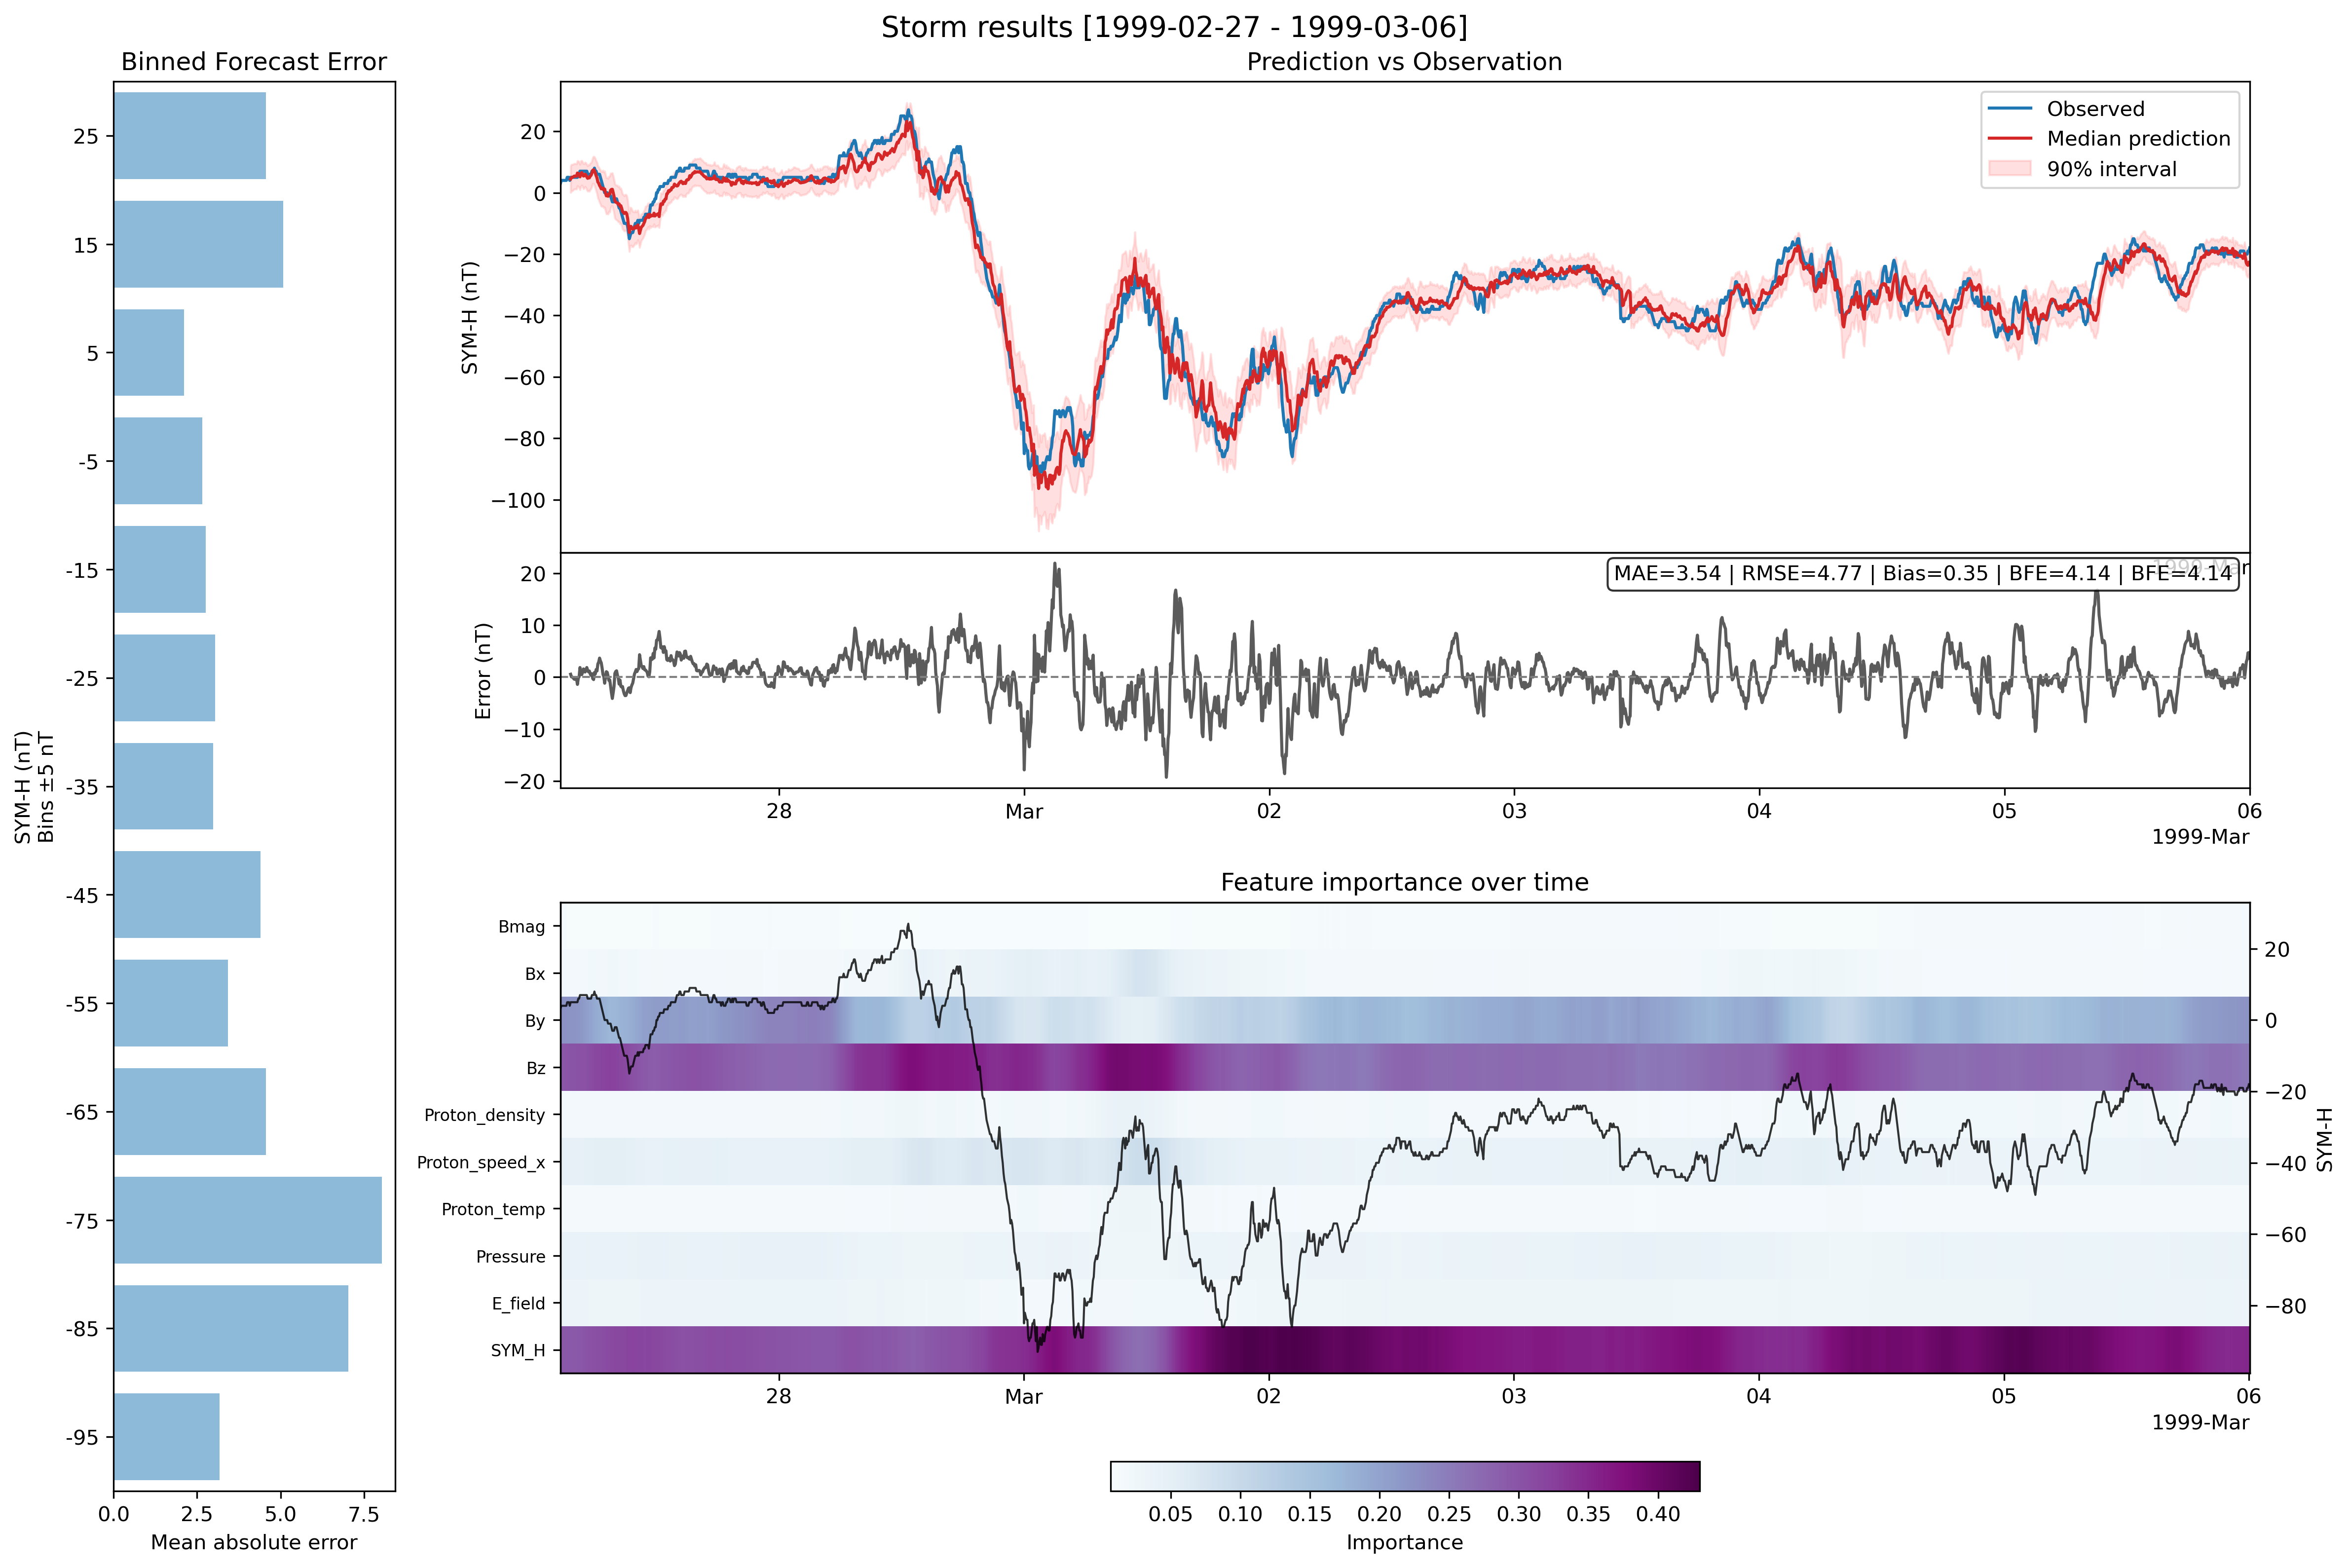 Storm results [1999-02-27 - 1999-03-06]
Binned Forecast Error
25
15
5
-5
-15
-25
-35
-45
-55
-65
-75
-85
-95
SYM-H (nT)
Bins ±5 nT
0.0 2.5 5.0 7.5
Mean absolute error
Prediction vs Observation
Observed
Median prediction
90% interval
20
0
−20
−40
−60
−80
−100
SYM-H (nT)
1999-Mar
MAE=3.54 | RMSE=4.77 | Bias=0.35 | BFE=4.14 | BFE=4.14
20
10
0
−10
−20
Error (nT)
28 Mar 02 03 04 05 06
1999-Mar
Feature importance over time
Bmag
Bx
By
Bz
Proton_density
Proton_speed_x
Proton_temp
Pressure
E_field
SYM_H
20
0
−20
−40
−60
−80
SYM-H
28 Mar 02 03 04 05 06
1999-Mar
0.05 0.10 0.15 0.20 0.25 0.30 0.35 0.40
Importance